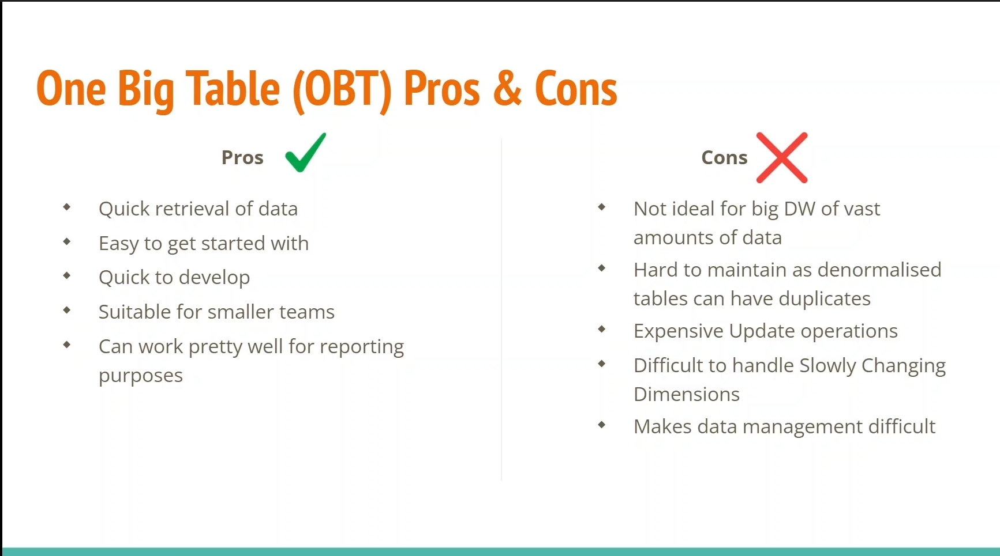 One Big Table (OBT) Pros & Cons
Pros
Quick retrieval of data
Easy to get started with
Quick to develop
Suitable for smaller teams
Can work pretty well for reporting
purposes
Cons
Not ideal for big DW of vast
amounts of data
Hard to maintain as denormalised
tables can have duplicates
Expensive Update operations
Difficult to handle Slowly Changing
Dimensions
Makes data management difficult